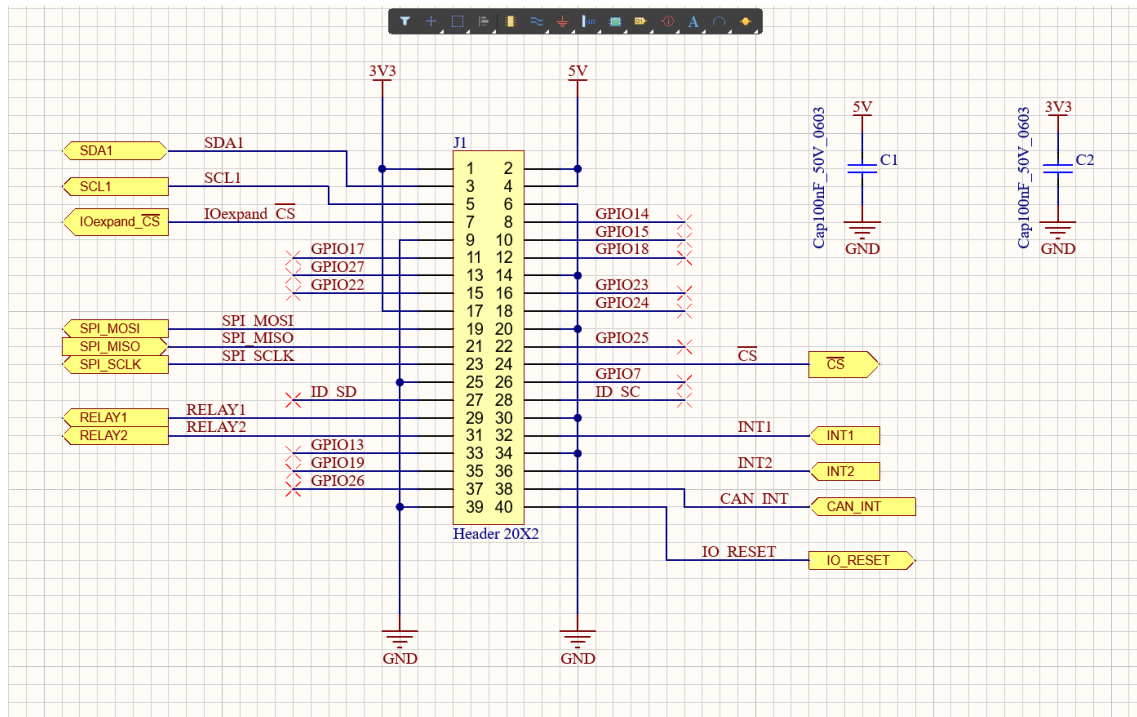 3V3
5V
5V
3V3
Cap100nF_50V_0603
C1
Cap100nF_50V_0603
C2
GND
GND
J1
SDA1 SDA1
1 2
3 4
SCL1 SCL1
5 6
IOexpand_CS IOexpand_CS
7 8 GPIO14
9 10 GPIO15
GPIO17 11 12 GPIO18
GPIO27 13 14
GPIO22 15 16 GPIO23
17 18 GPIO24
SPI_MOSI SPI_MOSI 19 20
SPI_MISO SPI_MISO 21 22 GPIO25
SPI_SCLK SPI_SCLK 23 24 CS CS
25 26 GPIO7
ID_SD 27 28 ID_SC
RELAY1 RELAY1 29 30
RELAY2 RELAY2 31 32 INT1 INT1
GPIO13 33 34
GPIO19 35 36 INT2 INT2
GPIO26 37 38 CAN_INT CAN_INT
39 40 IO_RESET IO_RESET
Header 20X2
GND
GND